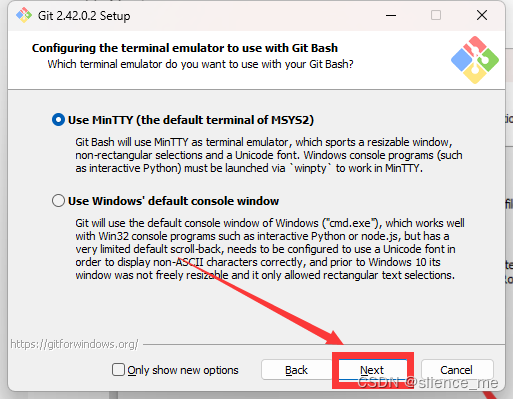 Git 2.42.0.2 Setup
Configuring the terminal emulator to use with Git Bash
Which terminal emulator do you want to use with your Git Bash?
Use MinTTY (the default terminal of MSYS2)
Git Bash will use MinTTY as terminal emulator, which sports a resizable window,
non-rectangular selections and a Unicode font. Windows console programs (such
as interactive Python) must be launched via `winpty` to work in MinTTY.
Use Windows' default console window
Git will use the default console window of Windows ("cmd.exe"), which works well
with Win32 console programs such as interactive Python or node.js, but has a
very limited default scroll-back, needs to be configured to use a Unicode font in
order to display non-ASCII characters correctly, and prior to Windows 10 its
window was not freely resizable and it only allowed rectangular text selections.
https://gitforwindows.org/
Only show new options
Back
Next
Cancel
CSDN @slience_me